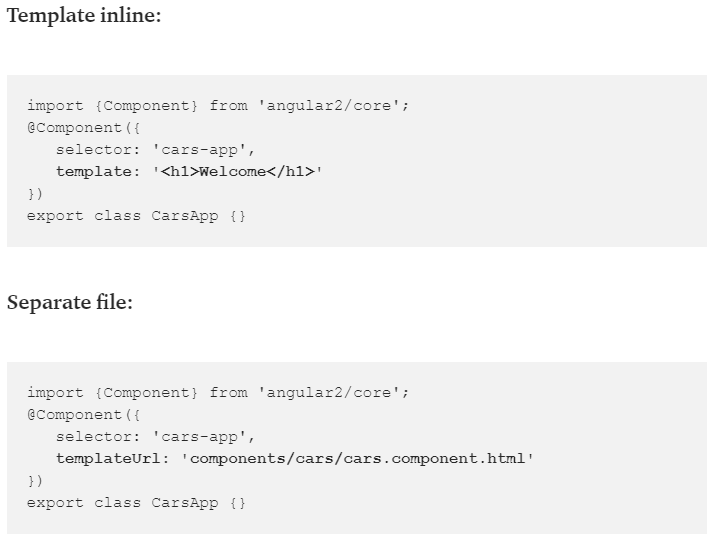 Template inline:
import {Component} from 'angular2/core';
@Component({
   selector: 'cars-app',
   template: '<h1>Welcome</h1>'
})
export class CarsApp {}
Separate file:
import {Component} from 'angular2/core';
@Component({
   selector: 'cars-app',
   templateUrl: 'components/cars/cars.component.html'
})
export class CarsApp {}